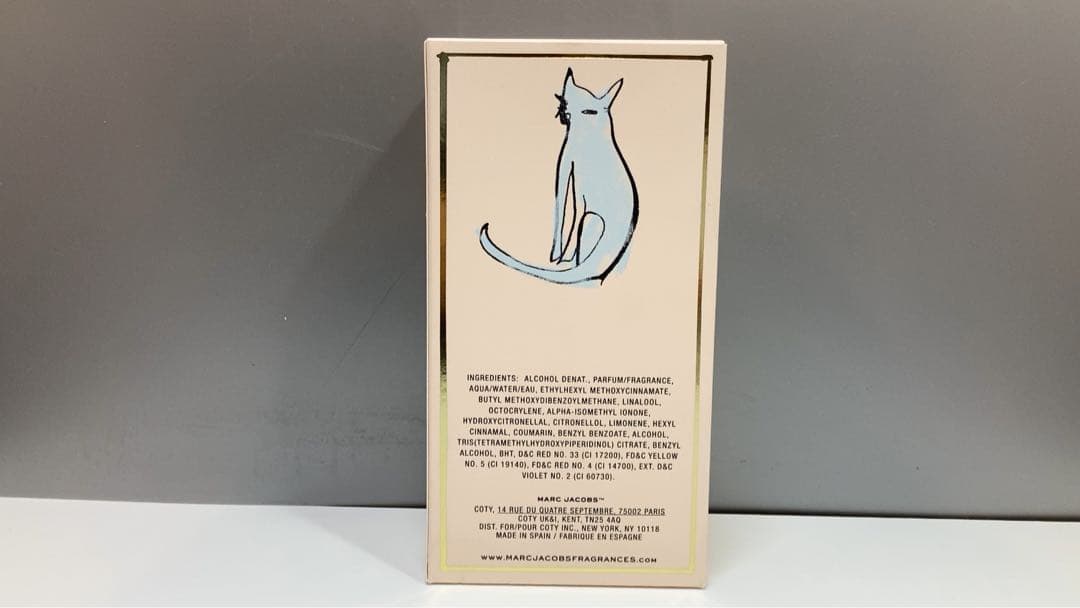 INGREDIENTS: ALCOHOL DENAT., PARFUM/FRAGRANCE,
AQUA/WATER/EAU, ETHYLHEXYL METHOXYCINNAMATE,
BUTYL METHOXYDIBENZOYLMETHANE, LINALOOL,
OCTOCRYLENE, ALPHA-ISOMETHYL IONONE,
HYDROXYCITRONELLAL, CITRONELLOL, LIMONENE, HEXYL
CINNAMAL, COUMARIN, BENZYL BENZOATE, ALCOHOL,
TRIS(TETRAMETHYLHYDROXYPIPERIDINOL) CITRATE, BENZYL
ALCOHOL, BHT, D&C RED NO. 33 (CI 17200), FD&C YELLOW
NO. 5 (CI 19140), FD&C RED NO. 4 (CI 14700), EXT. D&C
VIOLET NO. 2 (CI 60730).
MARC JACOBS™
COTY, 14 RUE DU QUATRE SEPTEMBRE, 75002 PARIS
COTY UK&I, KENT, TN25 4AQ
DIST. FOR/POUR COTY INC., NEW YORK, NY 10118
MADE IN SPAIN / FABRIQUE EN ESPAGNE
WWW.MARCJACOBSFRAGRANCES.COM